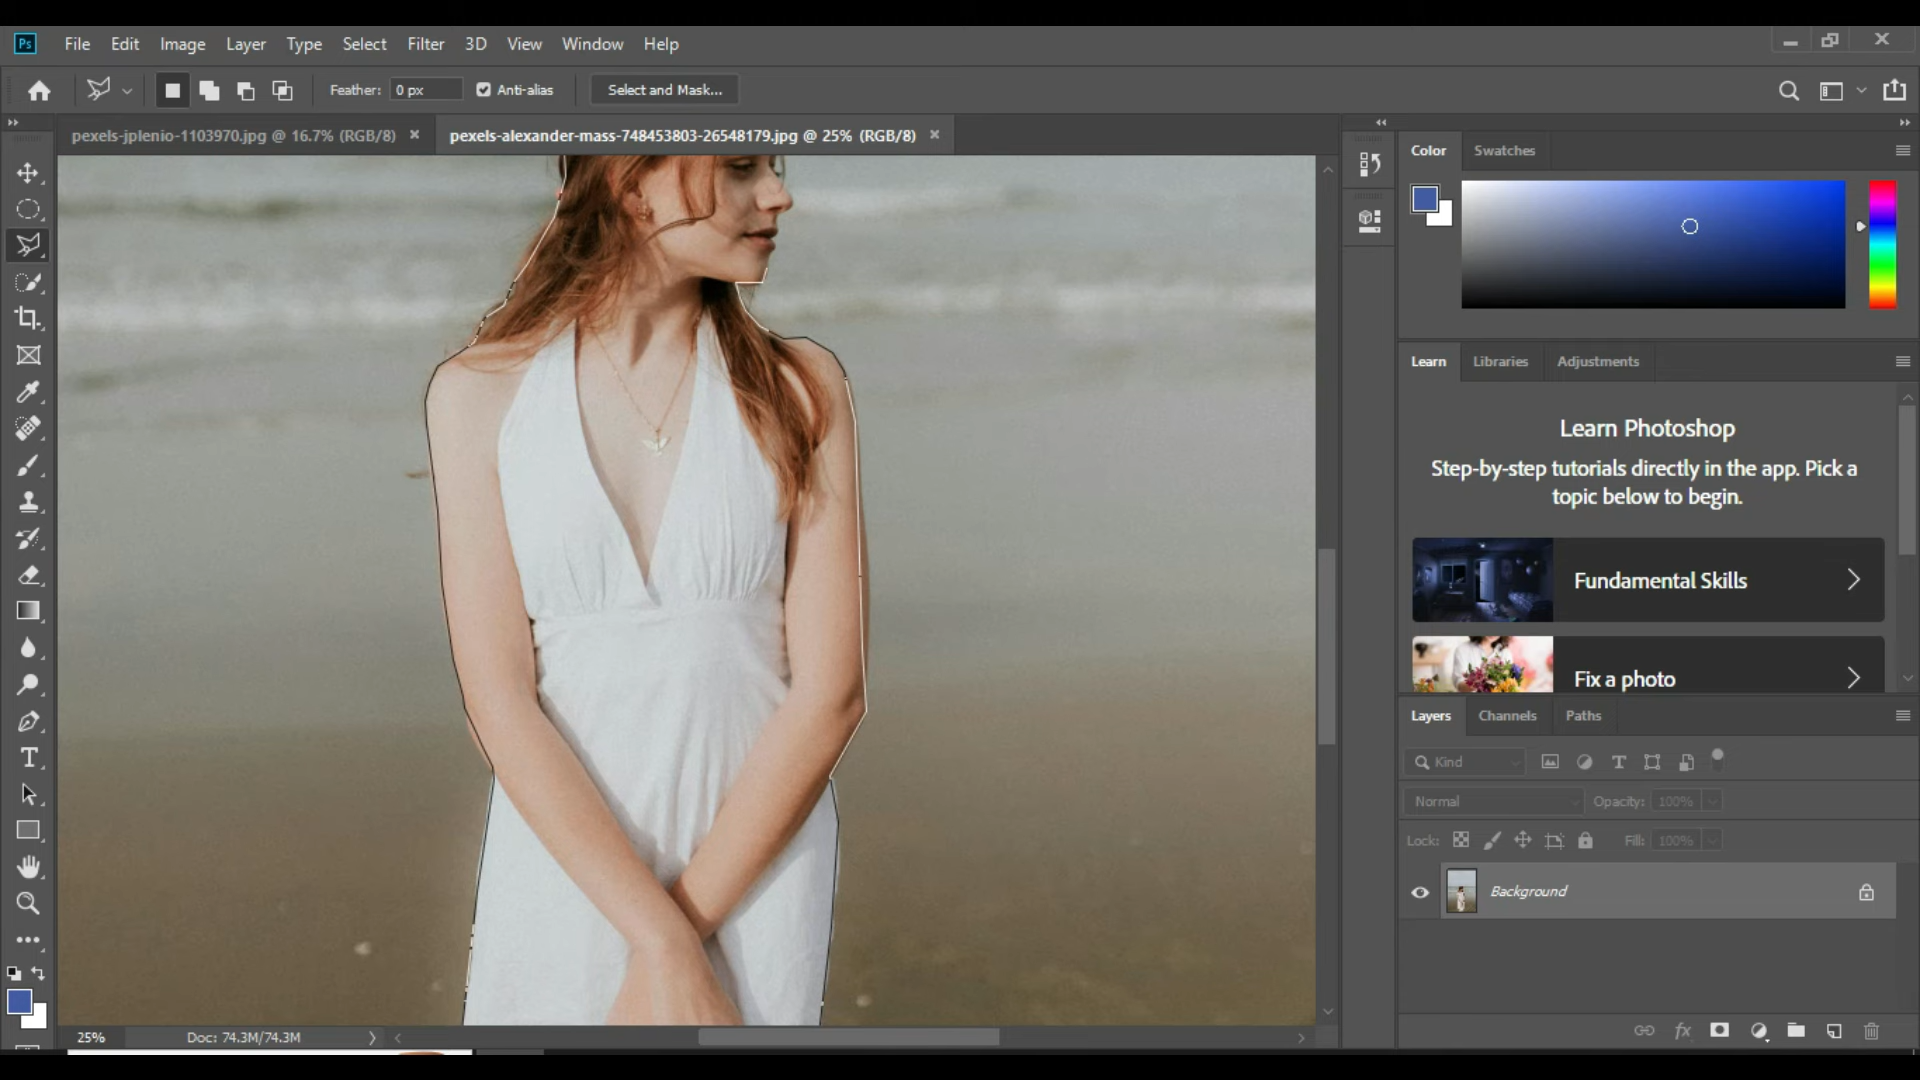 Ps File Edit Image Layer Type Select Filter 3D View Window Help
Feather: 0 px Anti-alias Select and Mask...
pexels-jplenio-1103970.jpg @ 16.7% (RGB/8) × pexels-alexander-mass-748453803-26548179.jpg @ 25% (RGB/8) ×
Color Swatches
Learn Libraries Adjustments
Learn Photoshop
Step-by-step tutorials directly in the app. Pick a
topic below to begin.
Fundamental Skills
Fix a photo
Layers Channels Paths
Kind
Normal Opacity: 100%
Lock: Fill: 100%
Background
25% Doc: 74.3M/74.3M